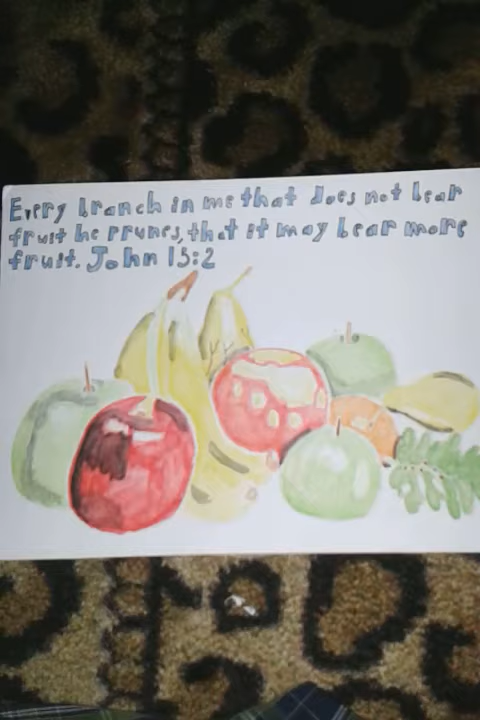 Every branch in me that does not bear
fruit he prunes, that it may bear more
fruit. John 15:2